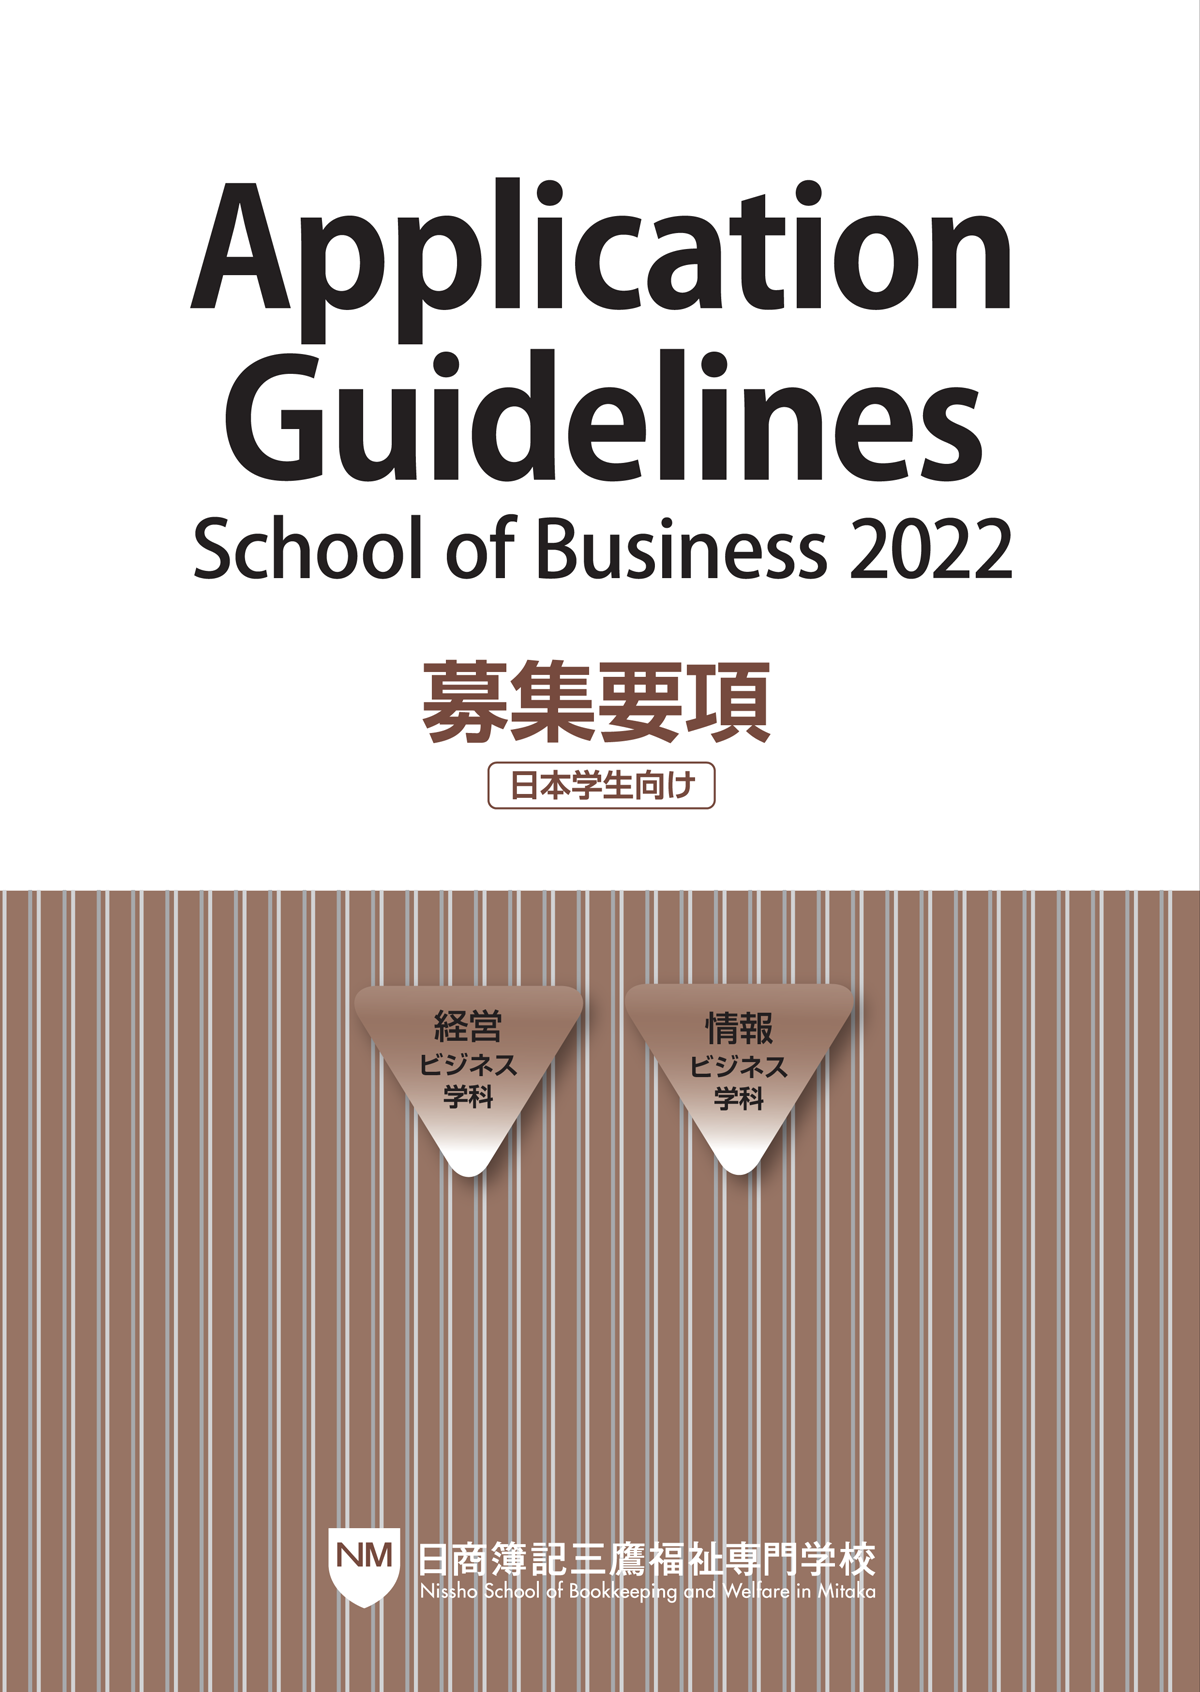 Application
Guidelines
School of Business 2022
募集要項
日本学生向け
経営
ビジネス
学科
情報
ビジネス
学科
NM
日商簿記三鷹福祉専門学校
Nissho School of Bookkeeping and Welfare in Mitaka